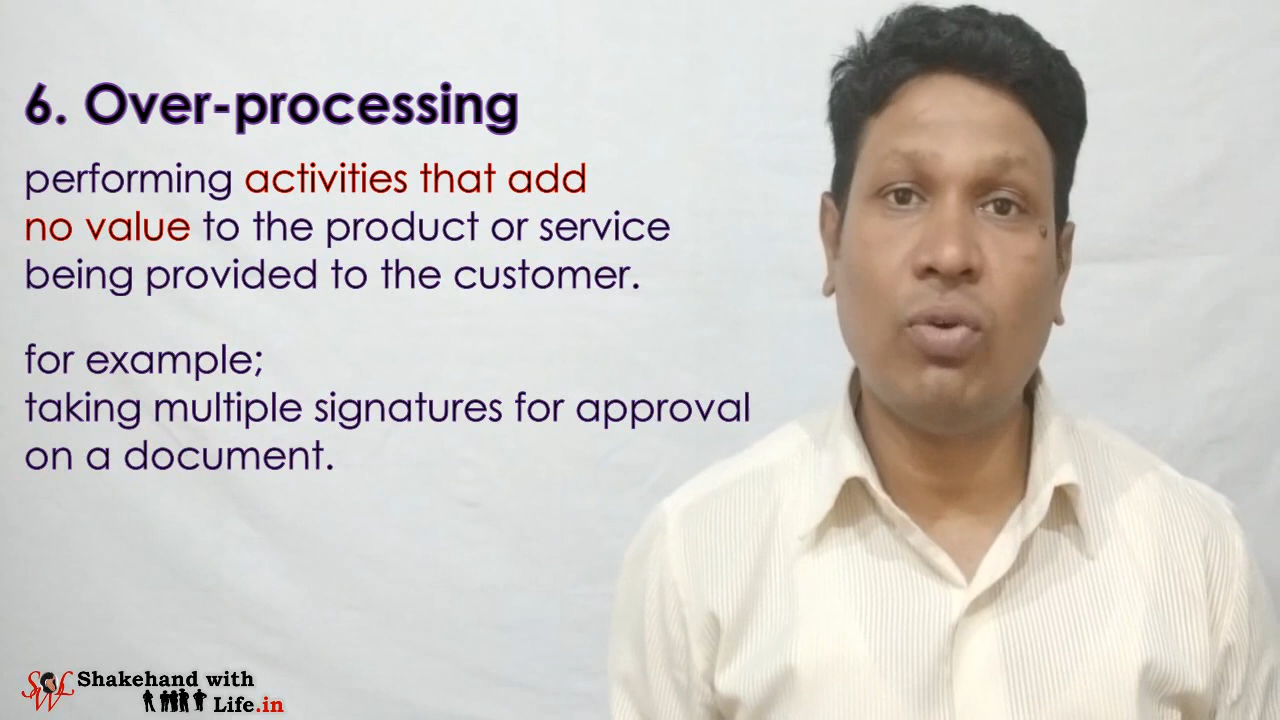 6. Over-processing
performing activities that add
no value to the product or service
being provided to the customer.
for example;
taking multiple signatures for approval
on a document.
SWL
Shakehand with
Life.in